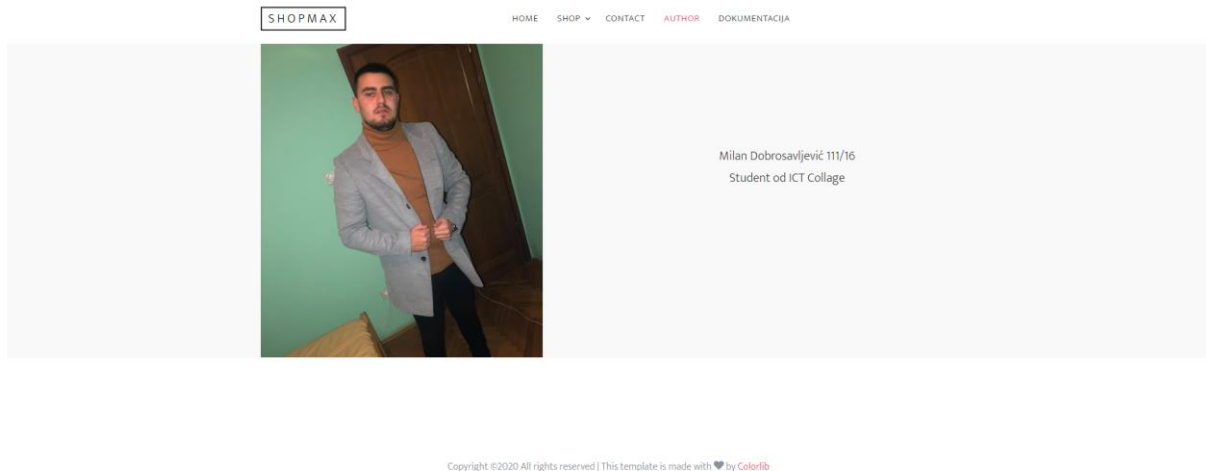 SHOPMAX
HOME SHOP CONTACT AUTHOR DOKUMENTACIJA
Milan Dobrosavljević 111/16
Student od ICT Collage
Copyright ©2020 All rights reserved | This template is made with ♥ by Colorlib